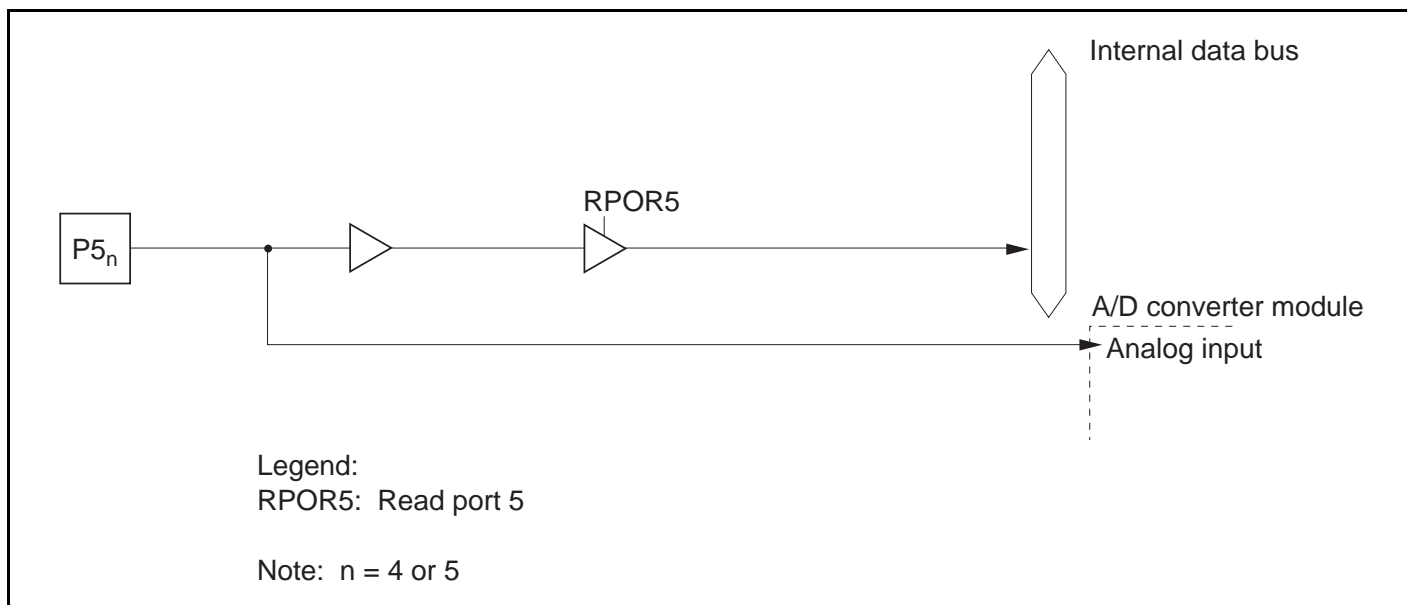 Internal data bus
RPOR5
P5n
A/D converter module
Analog input
Legend:
RPOR5: Read port 5
Note: n = 4 or 5